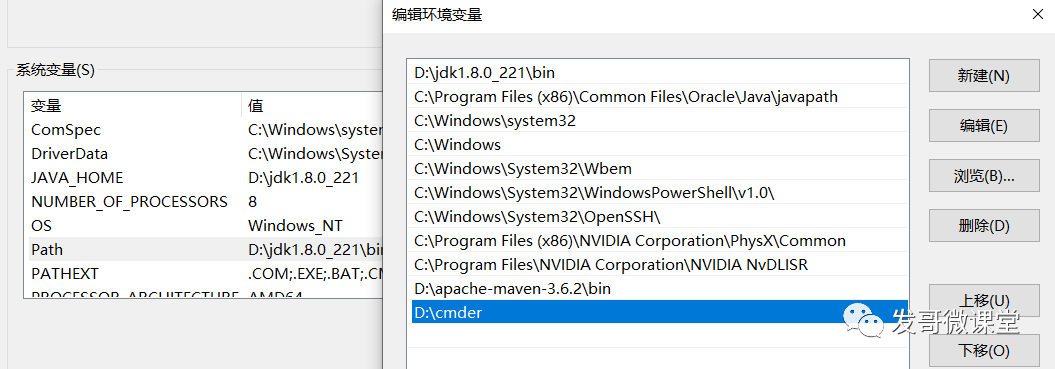 编辑环境变量
系统变量(S)
变量 值
ComSpec C:\Windows\system
DriverData C:\Windows\System
JAVA_HOME D:\jdk1.8.0_221
NUMBER_OF_PROCESSORS 8
OS Windows_NT
Path D:\jdk1.8.0_221\bin
PATHEXT .COM;.EXE;.BAT;.CM
PROCESSOR_ARCHITECTURE AMD64
D:\jdk1.8.0_221\bin
C:\Program Files (x86)\Common Files\Oracle\Java\javapath
C:\Windows\system32
C:\Windows
C:\Windows\System32\Wbem
C:\Windows\System32\WindowsPowerShell\v1.0\
C:\Windows\System32\OpenSSH\
C:\Program Files (x86)\NVIDIA Corporation\PhysX\Common
C:\Program Files\NVIDIA Corporation\NVIDIA NvDLISR
D:\apache-maven-3.6.2\bin
D:\cmder
新建(N)
编辑(E)
浏览(B)...
删除(D)
上移(U)
下移(O)
发哥微课堂